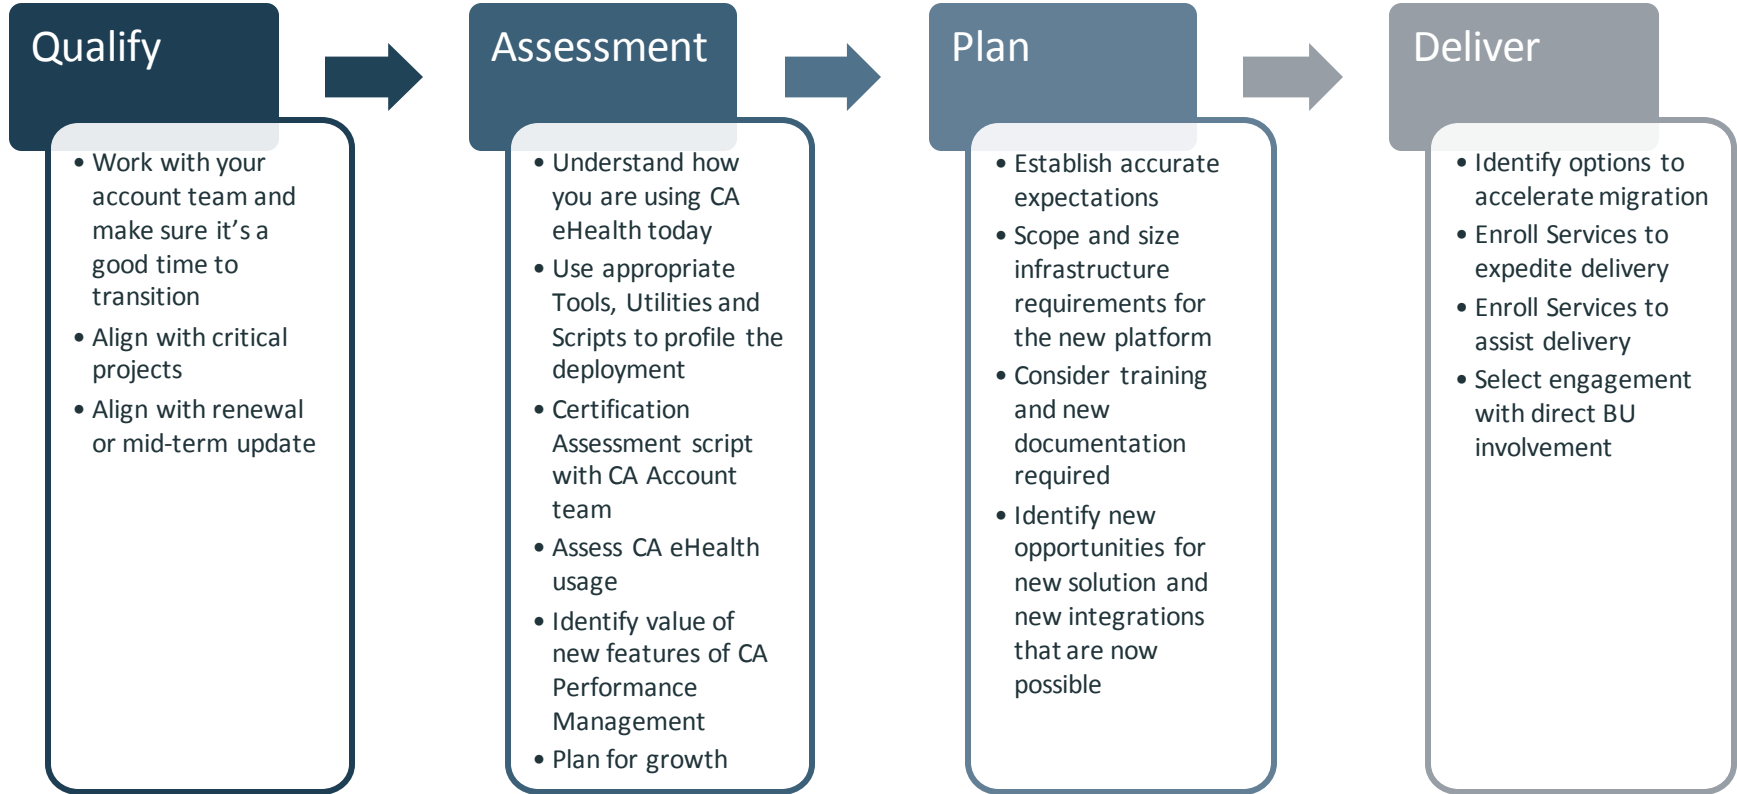 Qualify
• Work with your
account team and
make sure it’s a
good time to
transition
• Align with critical
projects
• Align with renewal
or mid-term update
Assessment
• Understand how
you are using CA
eHealth today
• Use appropriate
Tools, Utilities and
Scripts to profile the
deployment
• Certification
Assessment script
with CA Account
team
• Assess CA eHealth
usage
• Identify value of
new features of CA
Performance
Management
• Plan for growth
Plan
• Establish accurate
expectations
• Scope and size
infrastructure
requirements for
the new platform
• Consider training
and new
documentation
required
• Identify new
opportunities for
new solution and
new integrations
that are now
possible
Deliver
• Identify options to
accelerate migration
• Enroll Services to
expedite delivery
• Enroll Services to
assist delivery
• Select engagement
with direct BU
involvement